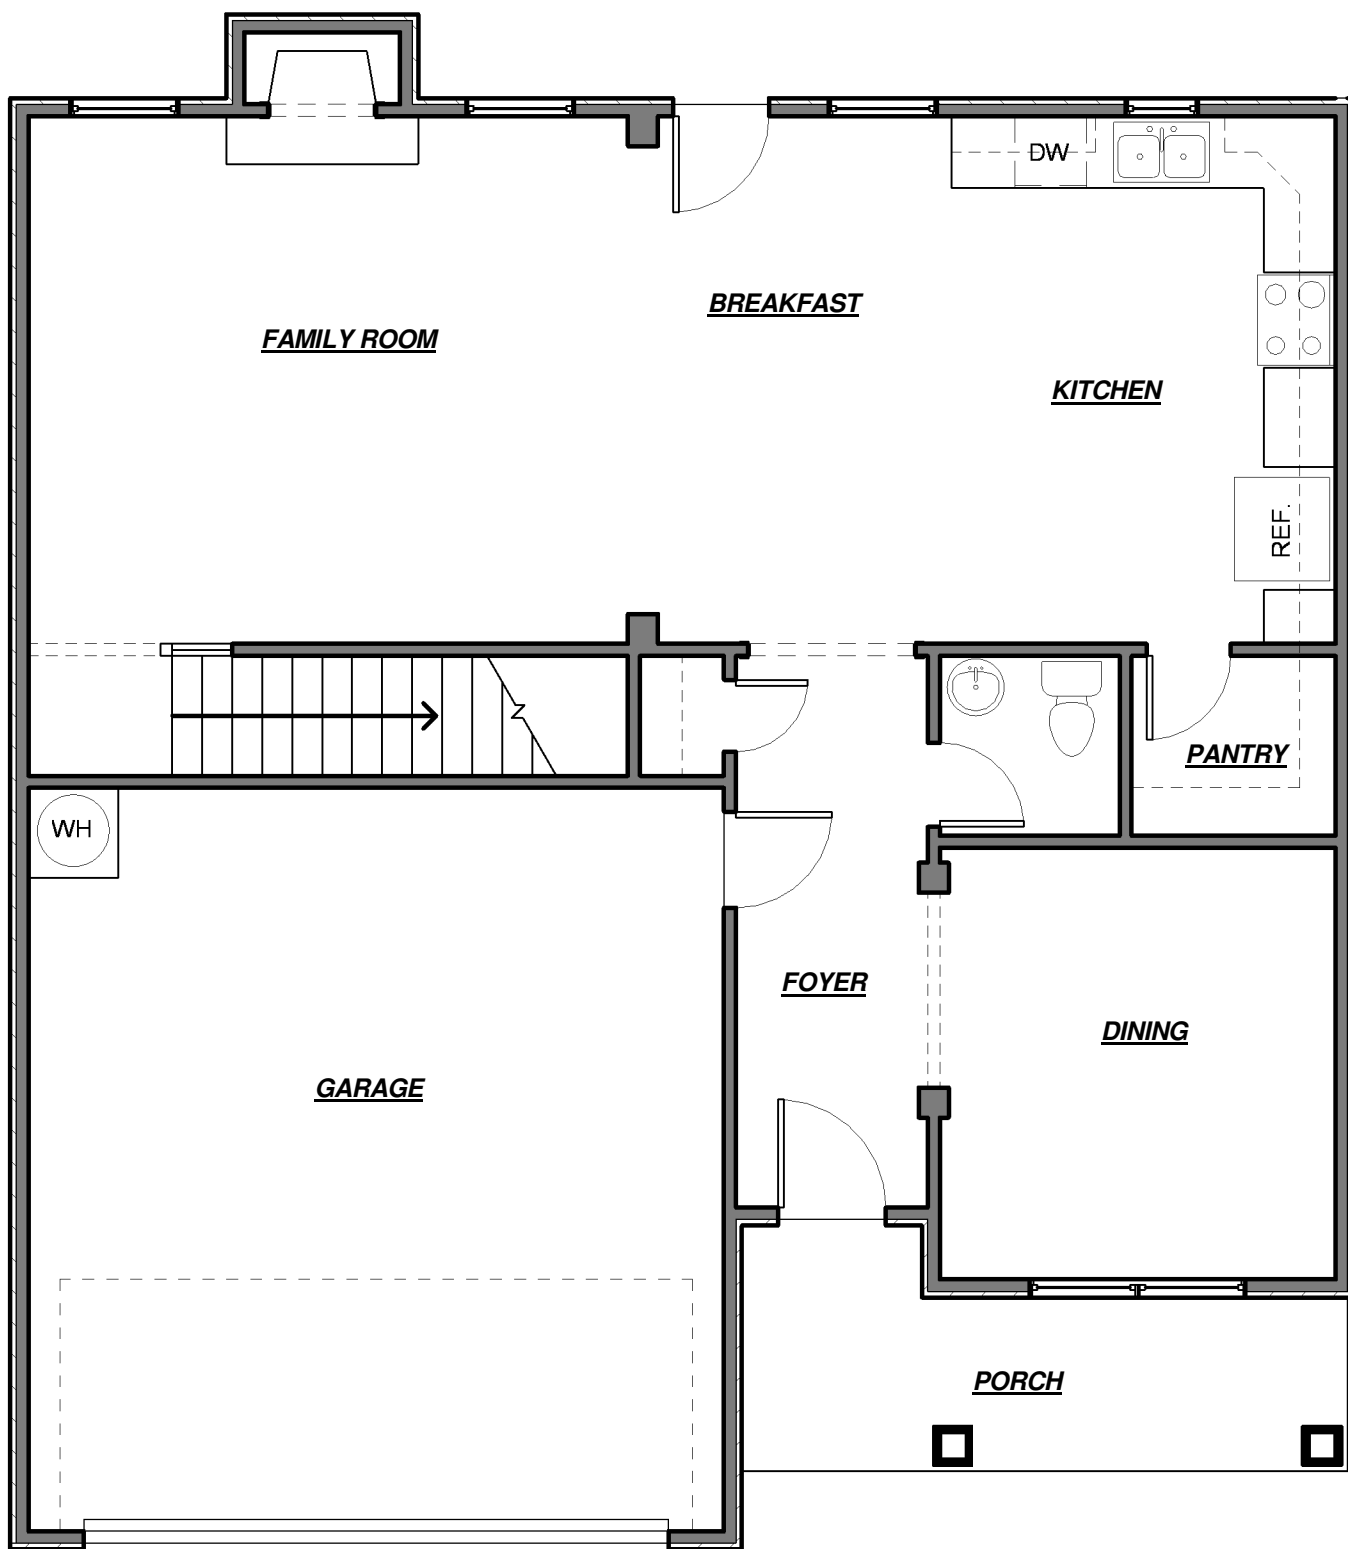 DW
BREAKFAST
FAMILY ROOM
KITCHEN
REF.
PANTRY
WH
FOYER
DINING
GARAGE
PORCH